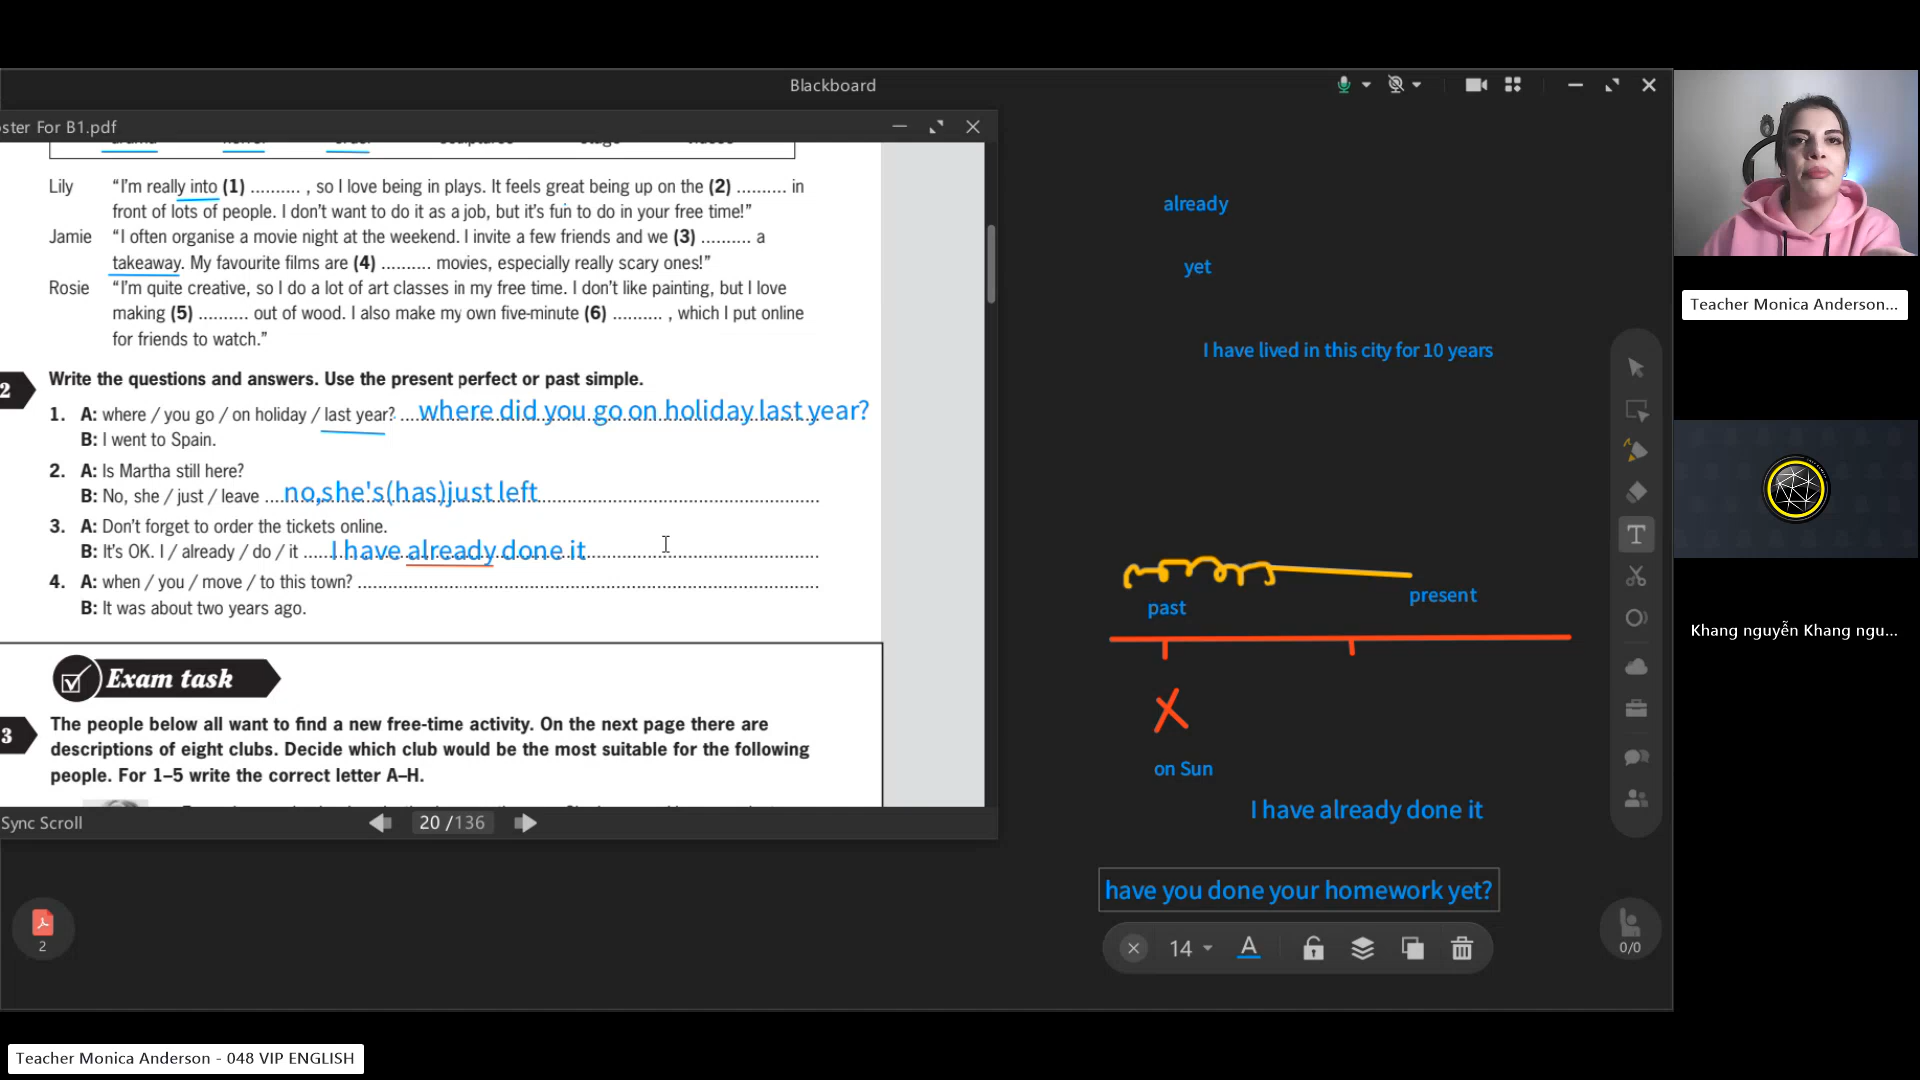 Blackboard
ster For B1.pdf
Lily "I'm really into (1) .......... , so I love being in plays. It feels great being up on the (2) .......... in
front of lots of people. I don't want to do it as a job, but it's fun to do in your free time!"
Jamie "I often organise a movie night at the weekend. I invite a few friends and we (3) .......... a
takeaway. My favourite films are (4) .......... movies, especially really scary ones!"
Rosie "I'm quite creative, so I do a lot of art classes in my free time. I don't like painting, but I love
making (5) .......... out of wood. I also make my own five-minute (6) .......... , which I put online
for friends to watch."
2 Write the questions and answers. Use the present perfect or past simple.
1. A: where / you go / on holiday / last year? where did you go on holiday last year?
B: I went to Spain.
2. A: Is Martha still here?
B: No, she / just / leave no,she's(has)just left
3. A: Don't forget to order the tickets online.
B: It's OK. I / already / do / it I have already done it
4. A: when / you / move / to this town?
B: It was about two years ago.
Exam task
3 The people below all want to find a new free-time activity. On the next page there are
descriptions of eight clubs. Decide which club would be the most suitable for the following
people. For 1–5 write the correct letter A–H.
Sync Scroll
20 /136
2
already
yet
I have lived in this city for 10 years
past
present
on Sun
I have already done it
have you done your homework yet?
14
A
T
0/0
Teacher Monica Anderson...
Khang nguyễn Khang ngu...
Teacher Monica Anderson - 048 VIP ENGLISH